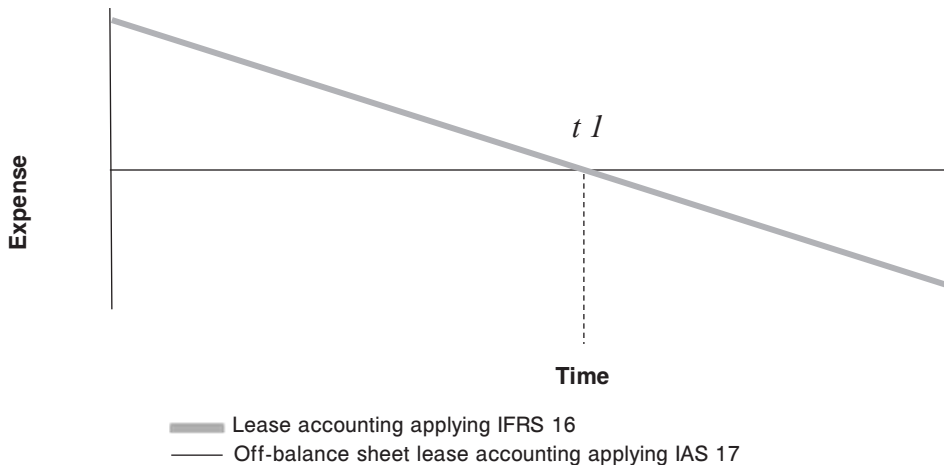 t 1
Expense
Time
Lease accounting applying IFRS 16
Off-balance sheet lease accounting applying IAS 17